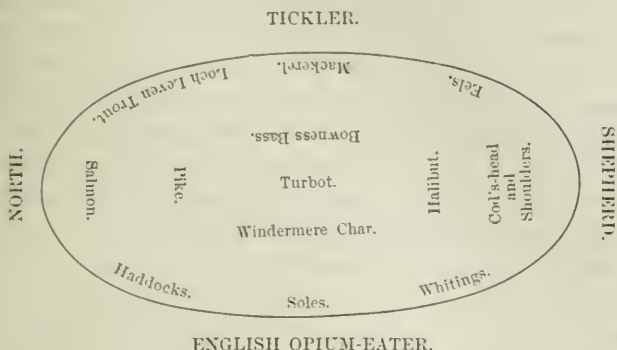 TICKLER.
Loch Leven Trout.
Mackerel.
Eels.
Bowness Bass.
NORTH.
Salmon.
Pike.
Turbot.
Halibut.
Cod's-head
and
Shoulders.
SHEPHERD.
Windermere Char.
Haddocks.
Soles.
Whitings.
ENGLISH OPIUM-EATER.